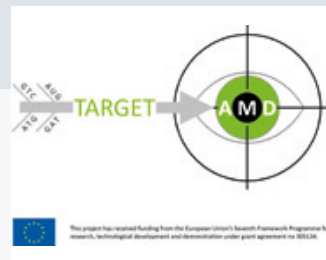 GTC AUG
TARGET
AMD
ATG GAT
This project has received funding from the European Union's Seventh Framework Programme for
research, technological development and demonstration under grant agreement no 305134.